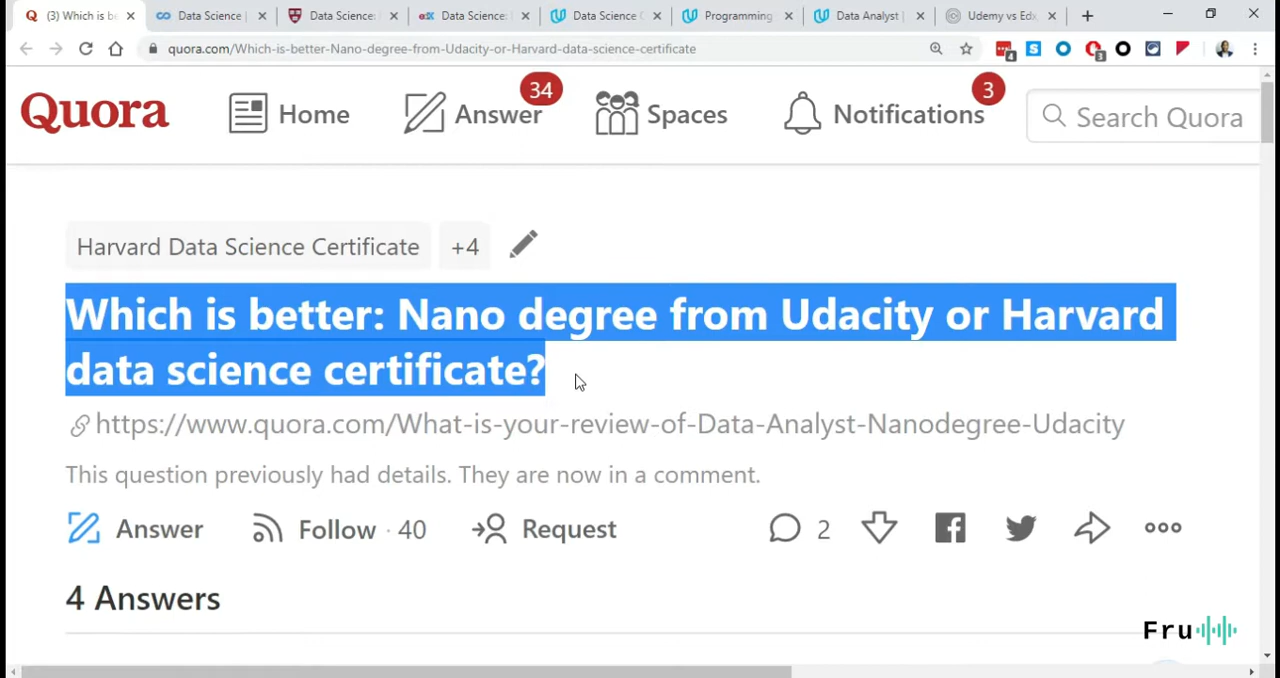 (3) Which is be
Data Science |
Data Science:
Data Science:
Data Science
Programming
Data Analyst |
Udemy vs Edx
quora.com/Which-is-better-Nano-degree-from-Udacity-or-Harvard-data-science-certificate
4
3
Quora
Home
Answer
34
Spaces
Notifications
3
Search Quora
Harvard Data Science Certificate
+4
Which is better: Nano degree from Udacity or Harvard
data science certificate?
https://www.quora.com/What-is-your-review-of-Data-Analyst-Nanodegree-Udacity
This question previously had details. They are now in a comment.
Answer
Follow · 40
Request
2
4 Answers
Fru